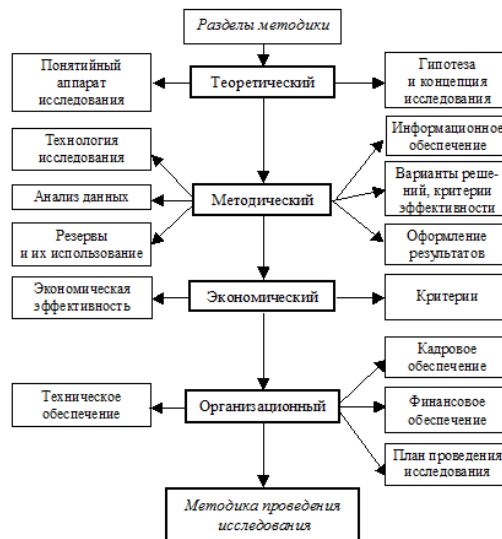 Разделы методики
Понятийный
аппарат
исследования
Теоретический
Гипотеза
и концепция
исследования
Технология
исследования
Информационное
обеспечение
Анализ данных
Методический
Варианты реше-
ний, критерии
эффективности
Резервы
и их использование
Оформление
результатов
Экономическая
эффективность
Экономический
Критерии
Кадровое
обеспечение
Техническое
обеспечение
Организационный
Финансовое
обеспечение
План проведения
исследования
Методика проведения
исследования